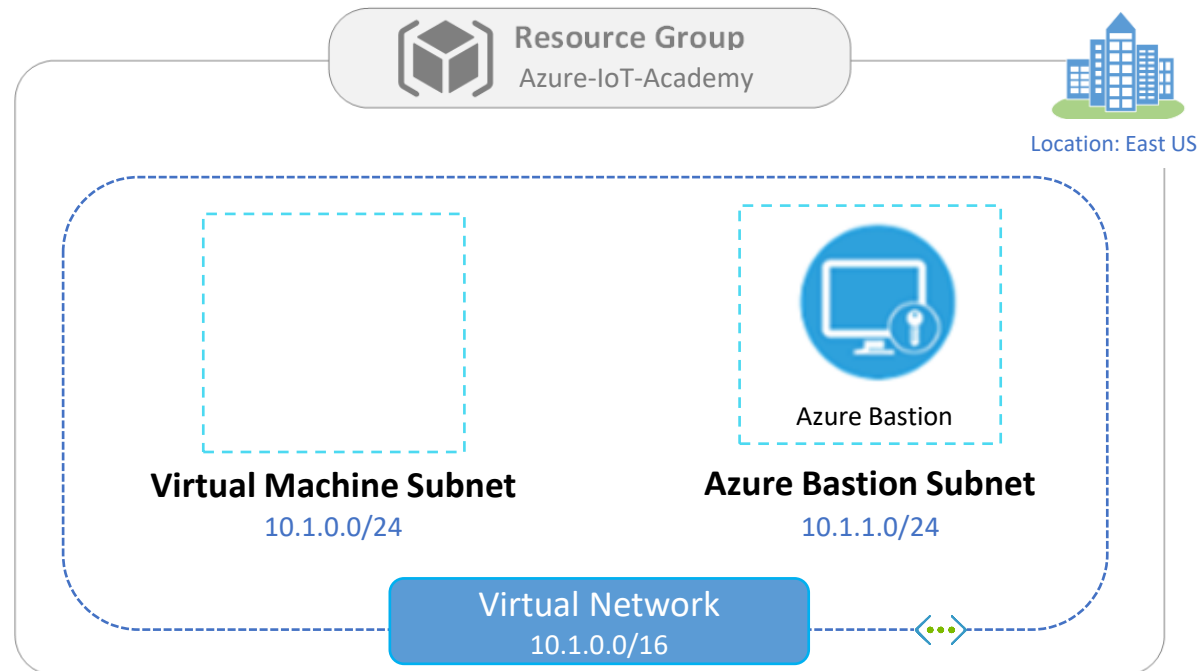 Resource Group
Azure-IoT-Academy
Location: East US
Azure Bastion
Virtual Machine Subnet
10.1.0.0/24
Azure Bastion Subnet
10.1.1.0/24
Virtual Network
10.1.0.0/16